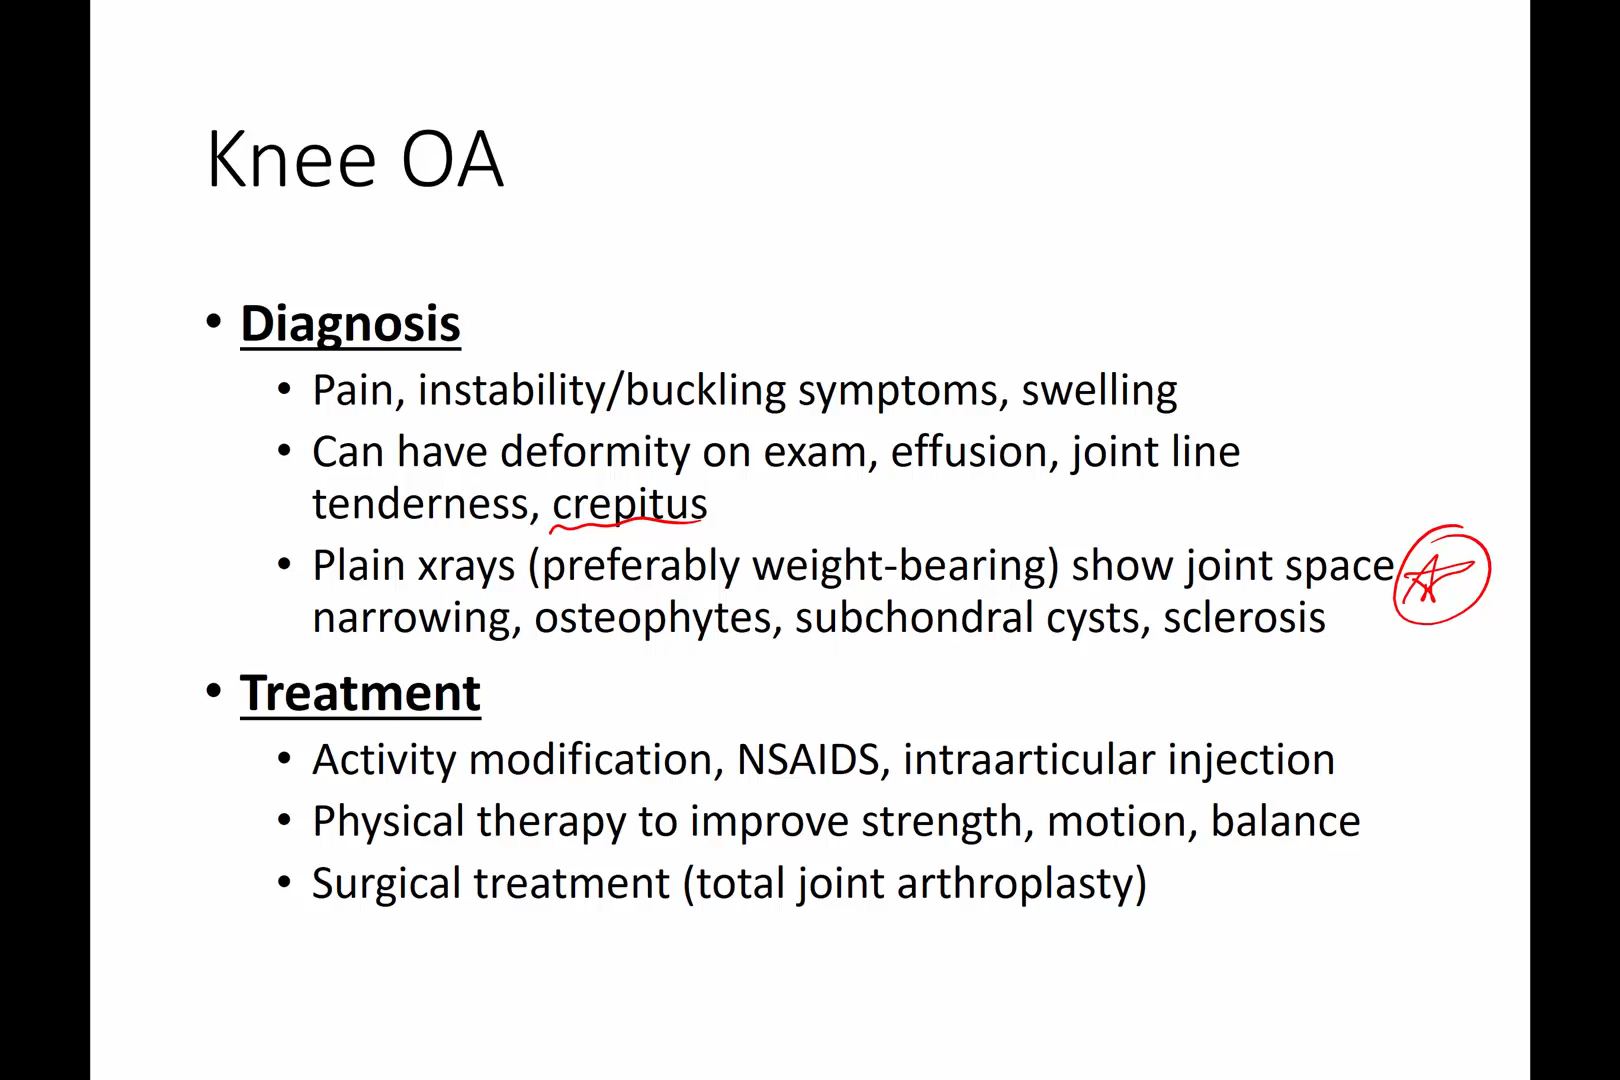 Knee OA
• Diagnosis
• Pain, instability/buckling symptoms, swelling
• Can have deformity on exam, effusion, joint line
tenderness, crepitus
• Plain xrays (preferably weight-bearing) show joint space
narrowing, osteophytes, subchondral cysts, sclerosis
• Treatment
• Activity modification, NSAIDS, intraarticular injection
• Physical therapy to improve strength, motion, balance
• Surgical treatment (total joint arthroplasty)